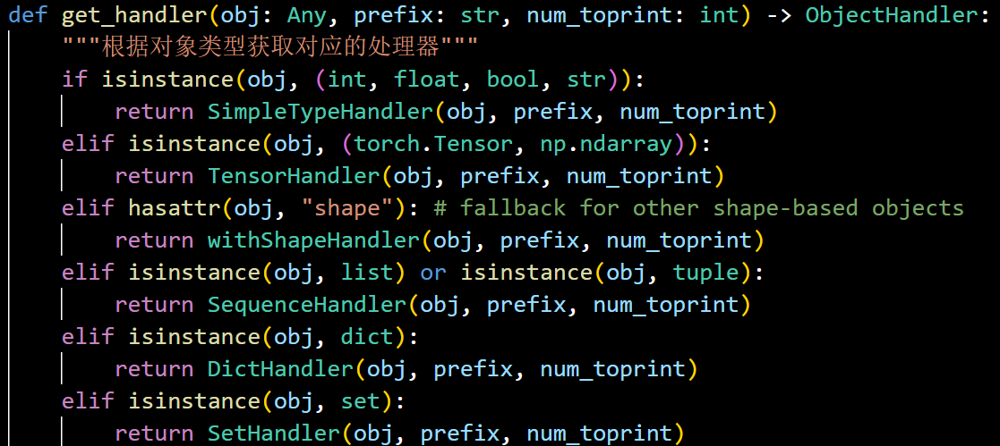 def get_handler(obj: Any, prefix: str, num_toprint: int) -> ObjectHandler:
    """根据对象类型获取对应的处理器"""
    if isinstance(obj, (int, float, bool, str)):
        return SimpleTypeHandler(obj, prefix, num_toprint)
    elif isinstance(obj, (torch.Tensor, np.ndarray)):
        return TensorHandler(obj, prefix, num_toprint)
    elif hasattr(obj, "shape"): # fallback for other shape-based objects
        return withShapeHandler(obj, prefix, num_toprint)
    elif isinstance(obj, list) or isinstance(obj, tuple):
        return SequenceHandler(obj, prefix, num_toprint)
    elif isinstance(obj, dict):
        return DictHandler(obj, prefix, num_toprint)
    elif isinstance(obj, set):
        return SetHandler(obj, prefix, num_toprint)